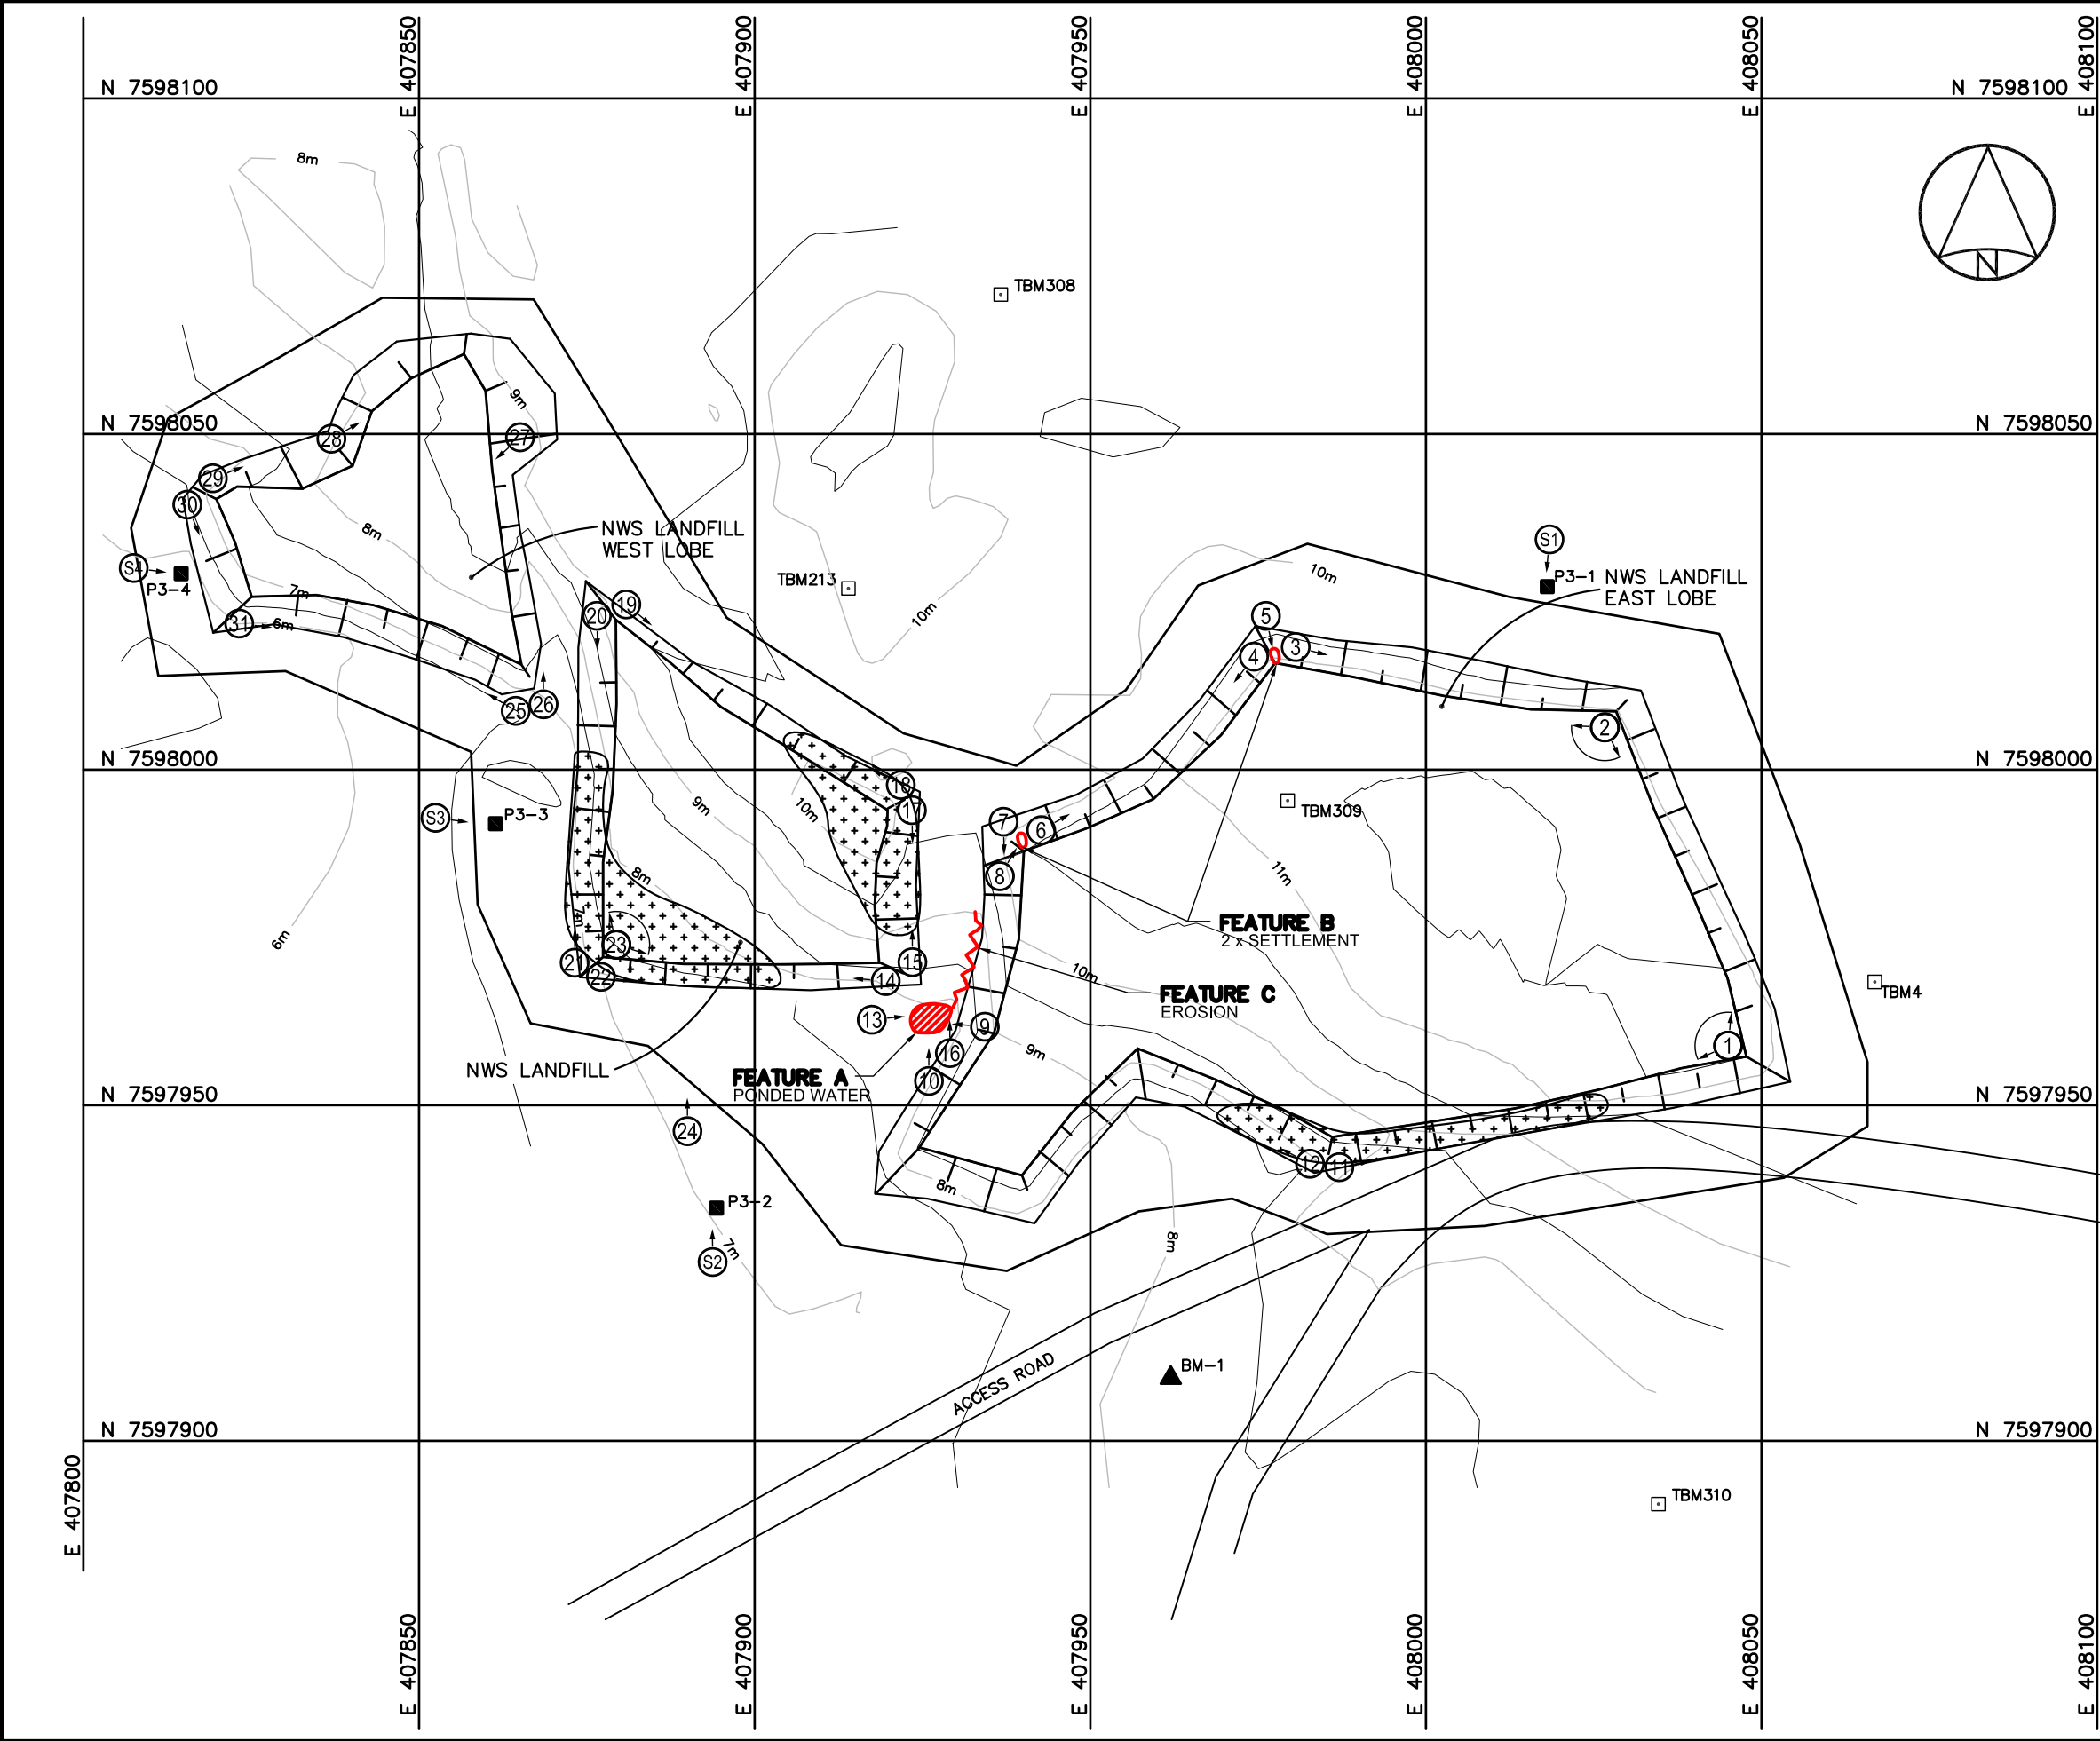 E 407850
E 407900
E 407950
E 408000
E 408050
E 408100
N 7598100
N 7598100
8m
N
TBM308
9m
N 7598050
N 7598050
28
27
29
30
8m
NWS LANDFILL
WEST LOBE
S1
S4
P3-4
7m
TBM213
10m
10m
P3-1
NWS LANDFILL
EAST LOBE
31
6m
20
19
5
4
3
25
26
2
N 7598000
N 7598000
S3
P3-3
9m
10m
18
17
7
6
TBM309
8
11m
8m
7m
6m
23
21
22
15
14
FEATURE B
2 x SETTLEMENT
10m
FEATURE C
EROSION
TBM4
13
9
16
9m
1
NWS LANDFILL
FEATURE A
PONDED WATER
10
N 7597950
N 7597950
24
12
11
8m
P3-2
7m
8m
S2
BM-1
ACCESS ROAD
N 7597900
N 7597900
E 407800
TBM310
E 407850
E 407900
E 407950
E 408000
E 408050
E 408100